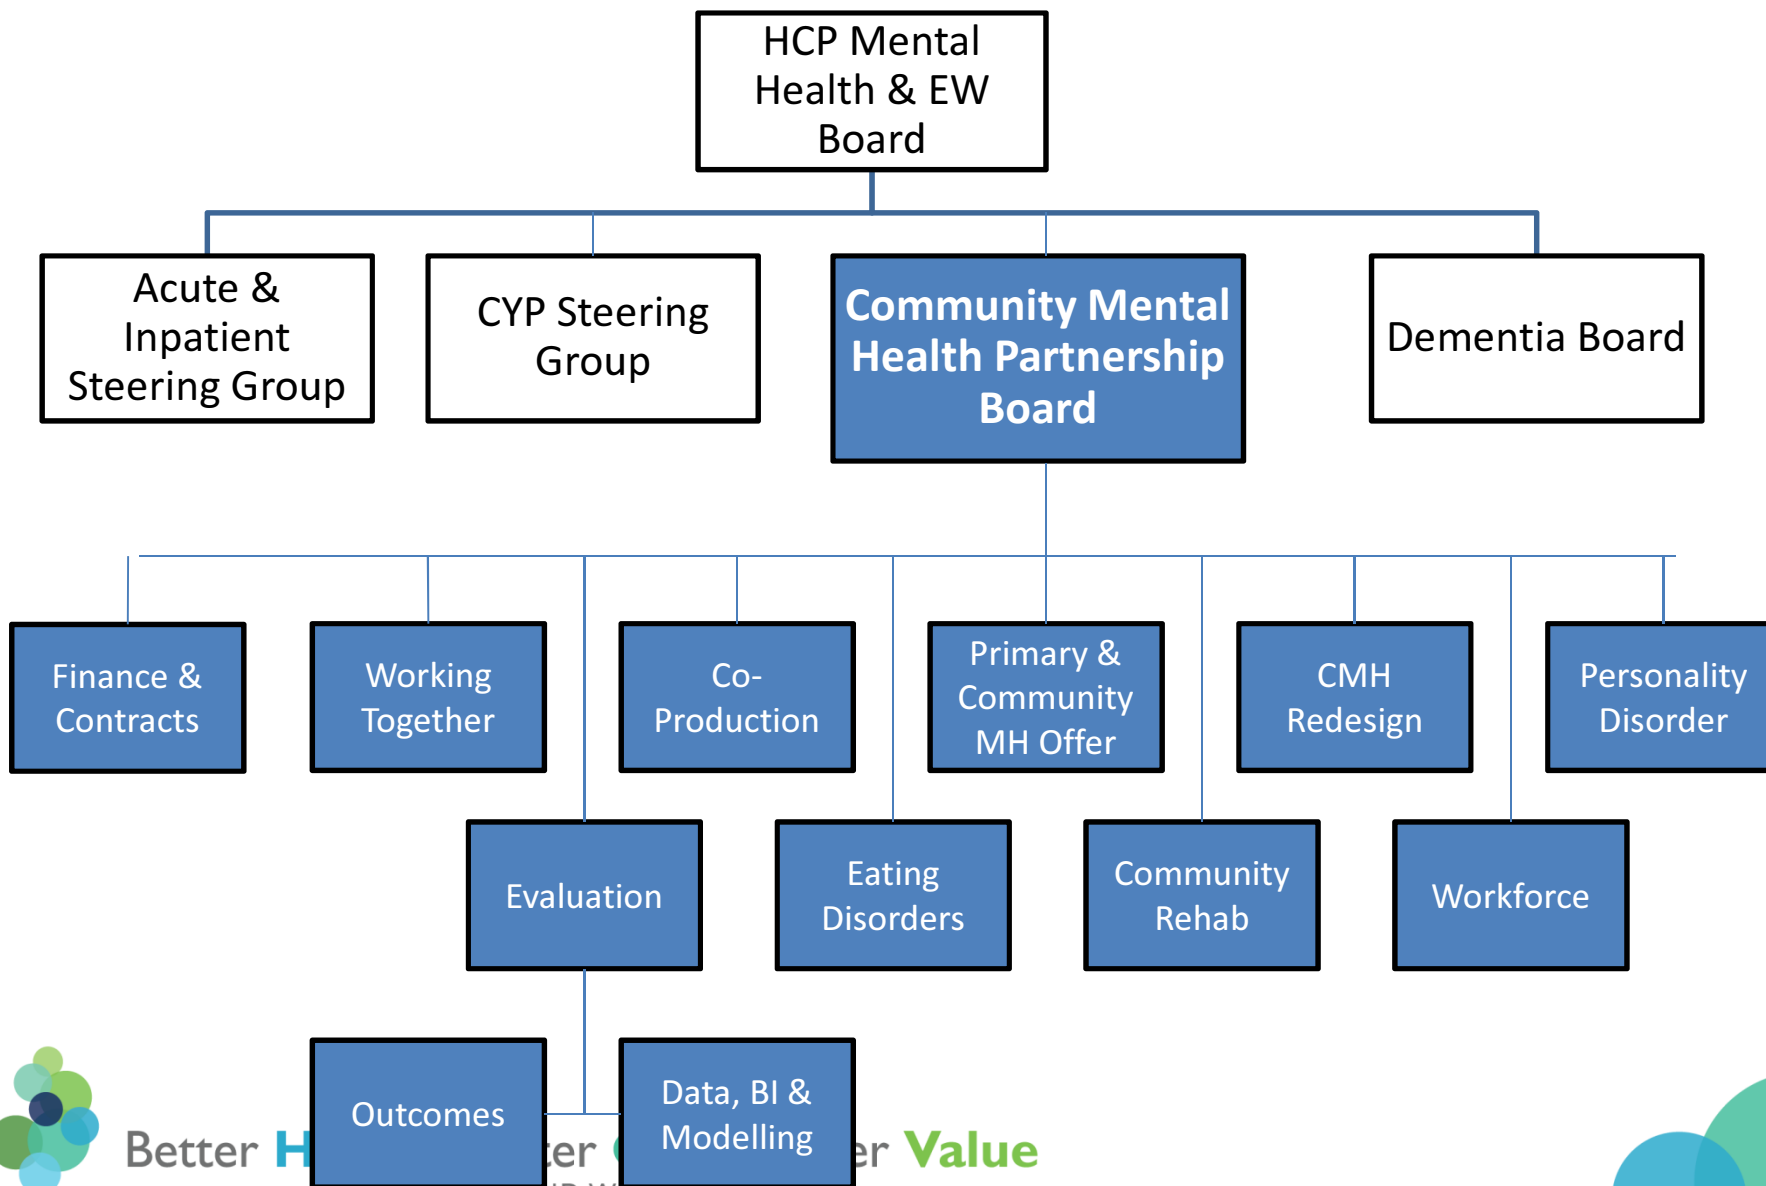 HCP Mental
Health & EW
Board
Acute &
Inpatient
Steering Group
CYP Steering
Group
Community Mental
Health Partnership
Board
Dementia Board
Finance &
Contracts
Working
Together
Co-
Production
Primary &
Community
MH Offer
CMH
Redesign
Personality
Disorder
Evaluation
Eating
Disorders
Community
Rehab
Workforce
Outcomes
Data, BI &
Modelling
Better Value